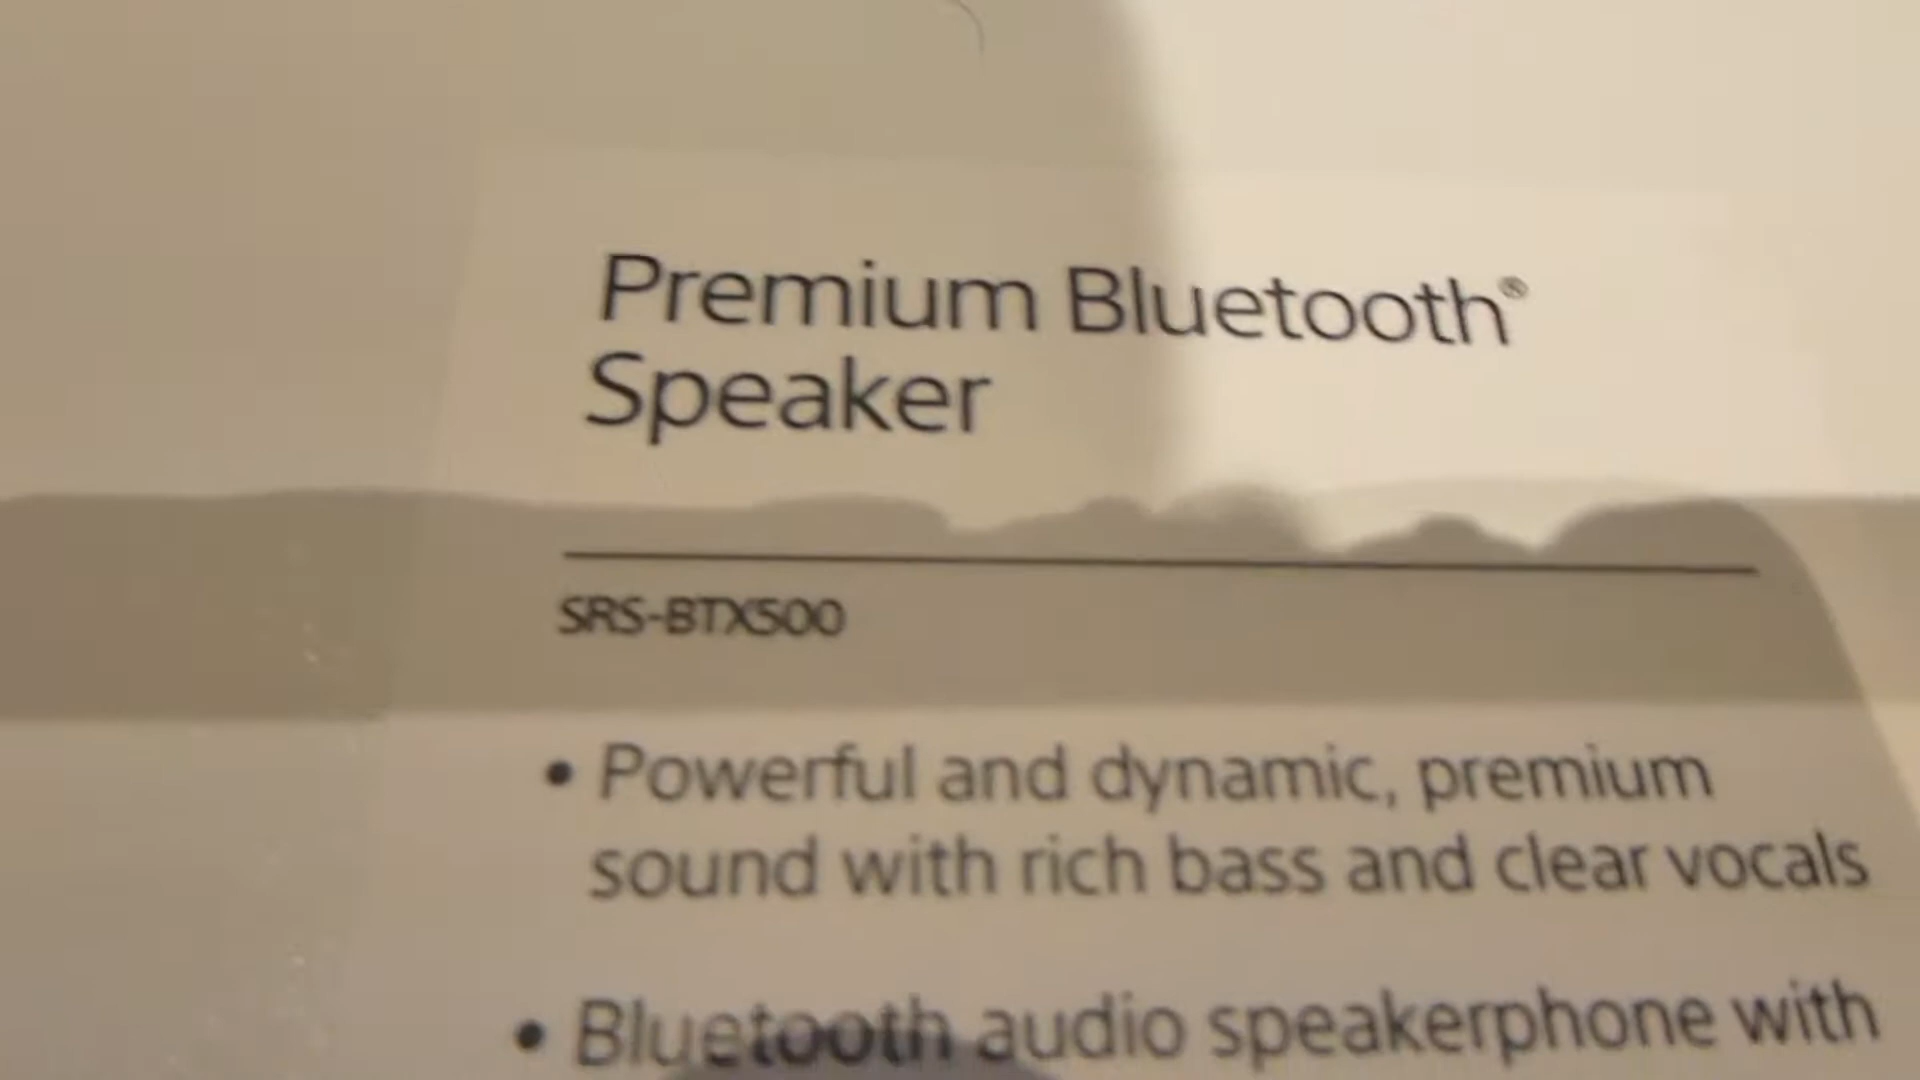 Premium Bluetooth®
Speaker
SRS-BTX500
• Powerful and dynamic, premium
sound with rich bass and clear vocals
• Bluetooth audio speakerphone with